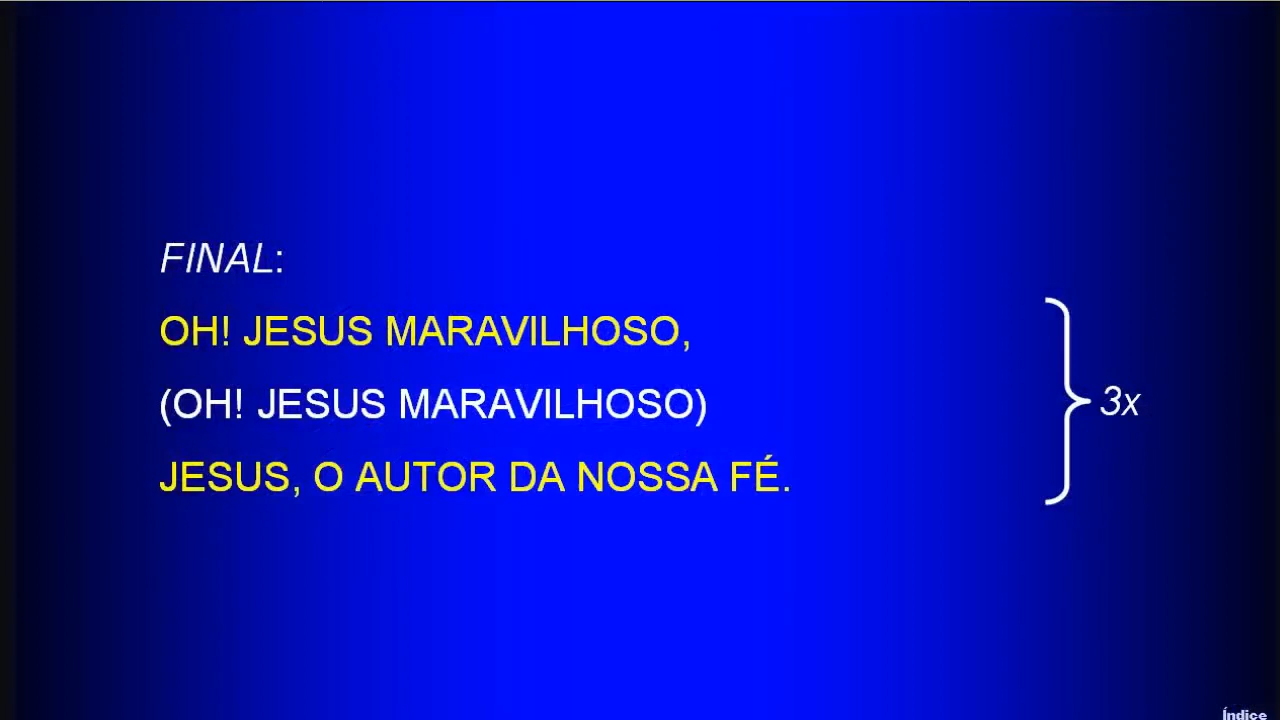 FINAL:
OH! JESUS MARAVILHOSO,
(OH! JESUS MARAVILHOSO)
JESUS, O AUTOR DA NOSSA FÉ.
3x
Índice